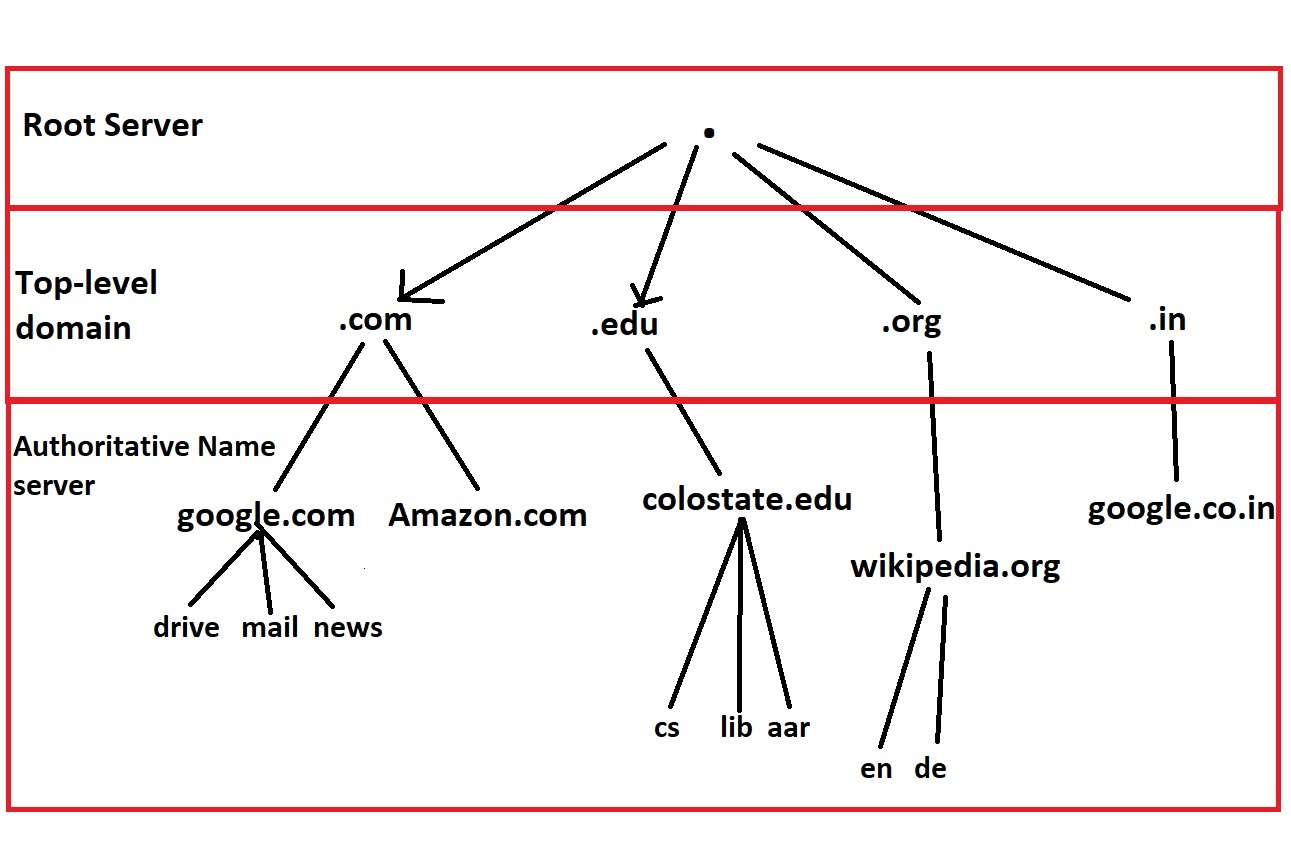 Root Server
.
Top-level
domain
.com
.edu
.org
.in
Authoritative Name
server
google.com
Amazon.com
colostate.edu
google.co.in
wikipedia.org
drive
mail
news
cs
lib
aar
en
de